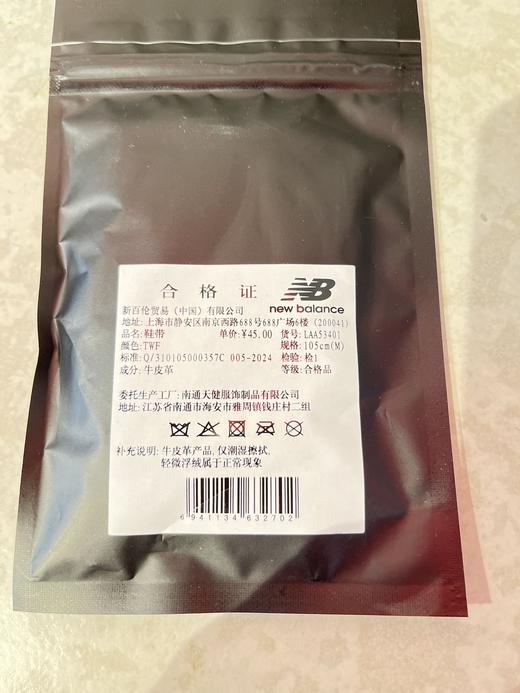 合格证
NB
new balance
新百伦贸易（中国）有限公司
地址: 上海市静安区南京西路688号688广场6楼（200041）
品名: 鞋带 单价: ¥45.00 货号: LAA53401
颜色: TWF 规格: 105cm(M)
标准: Q/310105000357C 005-2024 检验: 检1
成分: 牛皮革 等级: 合格品
委托生产工厂: 南通天健服饰制品有限公司
地址: 江苏省南通市海安市雅周镇钱庄村二组
补充说明: 牛皮革产品, 仅潮湿擦拭,
轻微浮绒属于正常现象
6 941134 632702